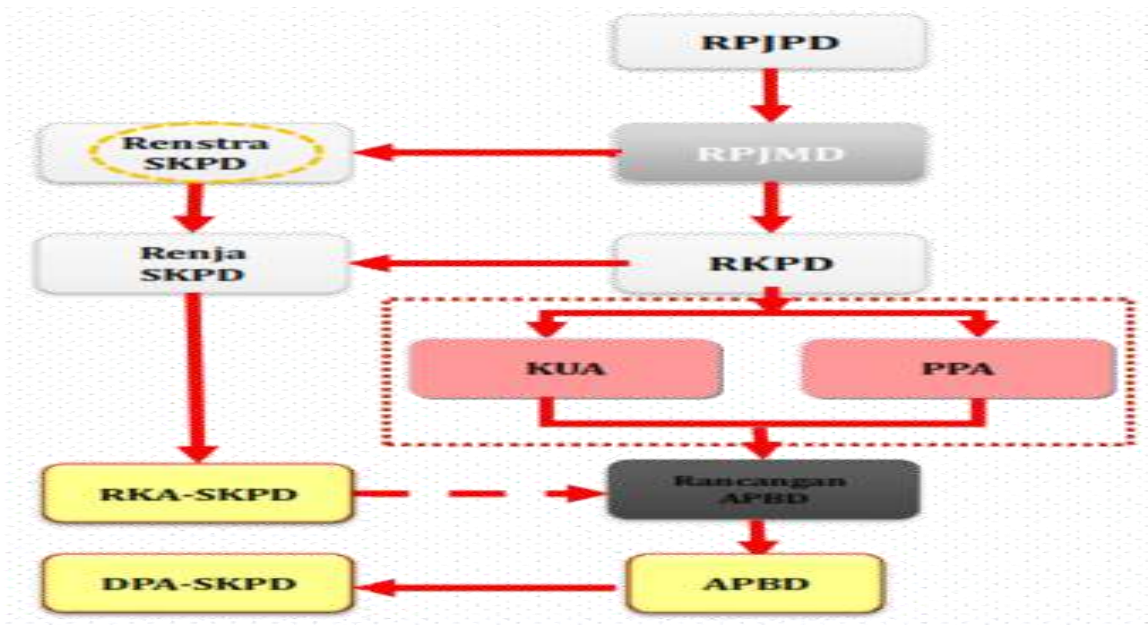 RPJPD
Renstra
SKPD
RPJMD
Renja
SKPD
RKPD
KUA
PPA
RKA-SKPD
Rancangan
APBD
DPA-SKPD
APBD